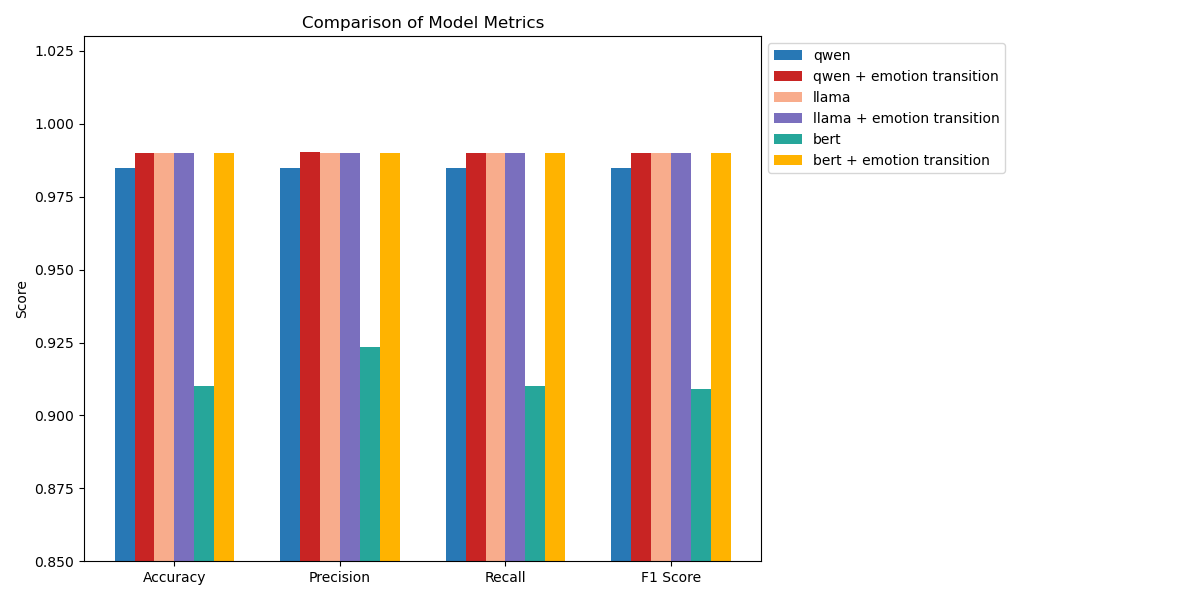 Comparison of Model Metrics
1.025
1.000
0.975
0.950
0.925
0.900
0.875
0.850
Score
Accuracy
Precision
Recall
F1 Score
qwen
qwen + emotion transition
llama
llama + emotion transition
bert
bert + emotion transition